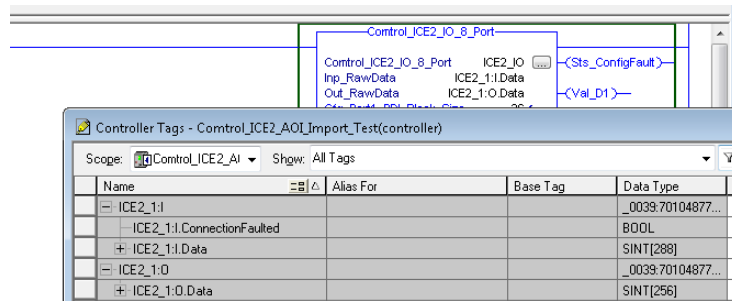 Comtrol_ICE2_IO_8_Port
Comtrol_ICE2_IO_8_Port ICE2_IO ... (Sts_ConfigFault)
Inp_RawData ICE2_1:I.Data
Out_RawData ICE2_1:O.Data (Val_D1)
Controller Tags - Comtrol_ICE2_AOI_Import_Test(controller)
Scope: Comtrol_ICE2_AI Show: All Tags
Name Alias For Base Tag Data Type
ICE2_1:I _0039:70104877...
ICE2_1:I.ConnectionFaulted BOOL
ICE2_1:I.Data SINT[288]
ICE2_1:O _0039:70104877...
ICE2_1:O.Data SINT[256]